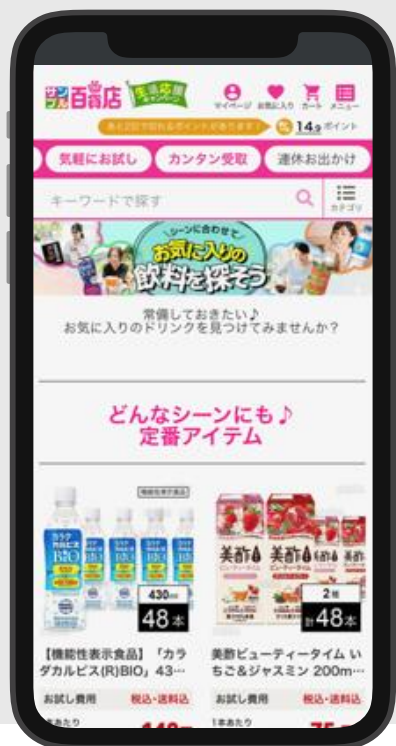 サンプル百貨店
生活応援
キャンペーン
マイページ
お気に入り
カート
メニュー
149ポイント
気軽にお試し
カンタン受取
連休お出かけ
キーワードで探す
カテゴリ
シーンに合わせて
お気に入りの
飲料を探そう
常備しておきたい♪
お気に入りのドリンクを見つけてみませんか？
どんなシーンにも♪
定番アイテム
機能性表示食品
カラダ
カルピス
BIO
430ml
48本
美酢
美酢
ビューティータイム
2種
計48本
【機能性表示食品】「カラ
ダカルピス(R)BIO」43…
美酢ビューティータイム い
ちご&ジャスミン 200m…
お試し費用
税込・送料込
お試し費用
税込・送料込
1本あたり
1本あたり